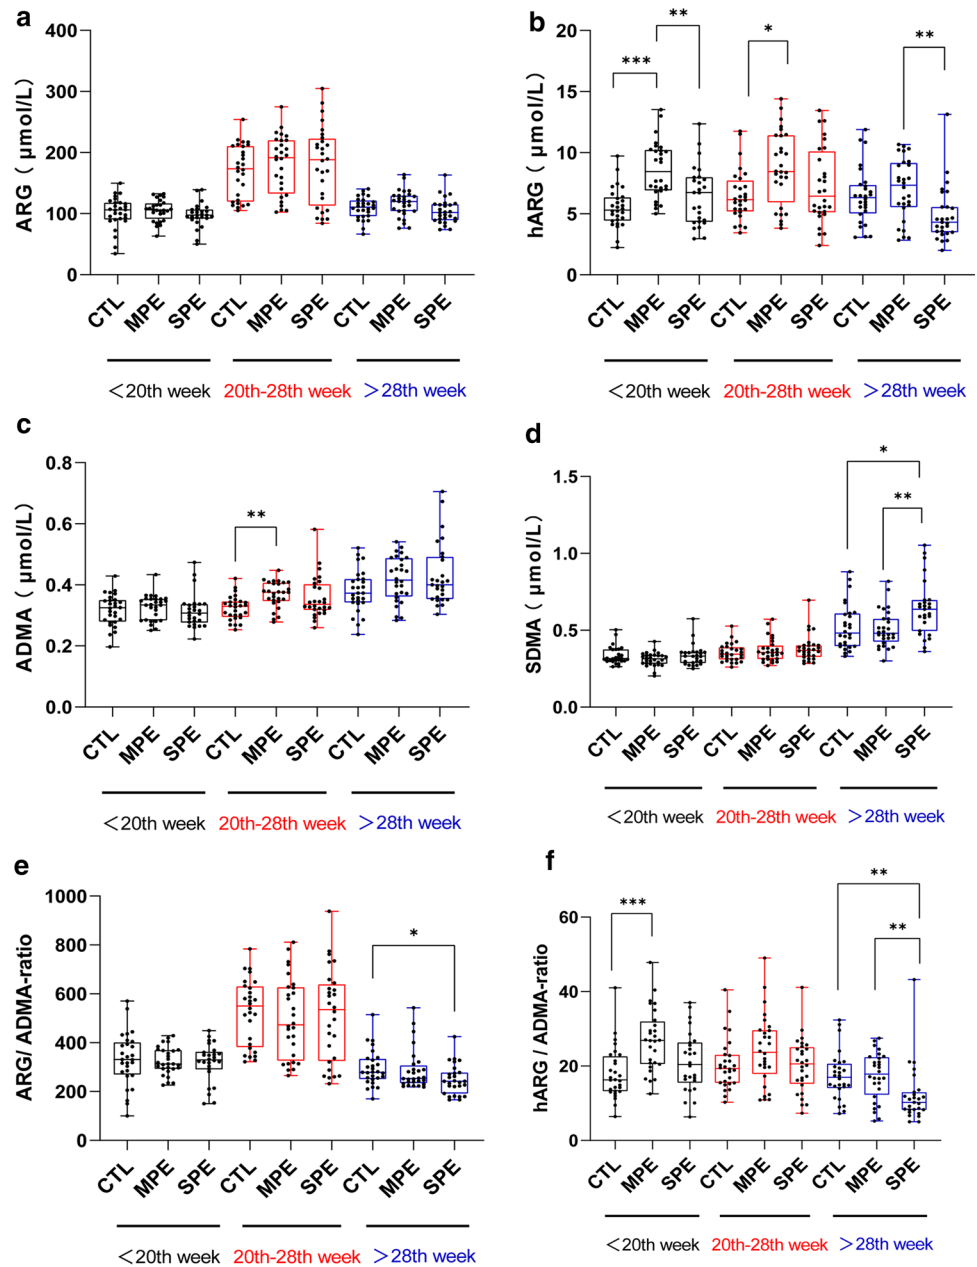 a
ARG ( μmol/L)
400
300
200
100
0
CTL MPE SPE CTL MPE SPE CTL MPE SPE
<20th week 20th-28th week >28th week
b
hARG ( μmol/L)
20
15
10
5
0
*** ** * **
CTL MPE SPE CTL MPE SPE CTL MPE SPE
<20th week 20th-28th week >28th week
c
ADMA ( μmol/L)
0.8
0.6
0.4
0.2
0.0
**
CTL MPE SPE CTL MPE SPE CTL MPE SPE
<20th week 20th-28th week >28th week
d
SDMA ( μmol/L)
1.5
1.0
0.5
0.0
*
**
CTL MPE SPE CTL MPE SPE CTL MPE SPE
<20th week 20th-28th week >28th week
e
ARG/ ADMA-ratio
1000
800
600
400
200
0
*
CTL MPE SPE CTL MPE SPE CTL MPE SPE
<20th week 20th-28th week >28th week
f
hARG / ADMA-ratio
60
40
20
0
*** **
**
CTL MPE SPE CTL MPE SPE CTL MPE SPE
<20th week 20th-28th week >28th week